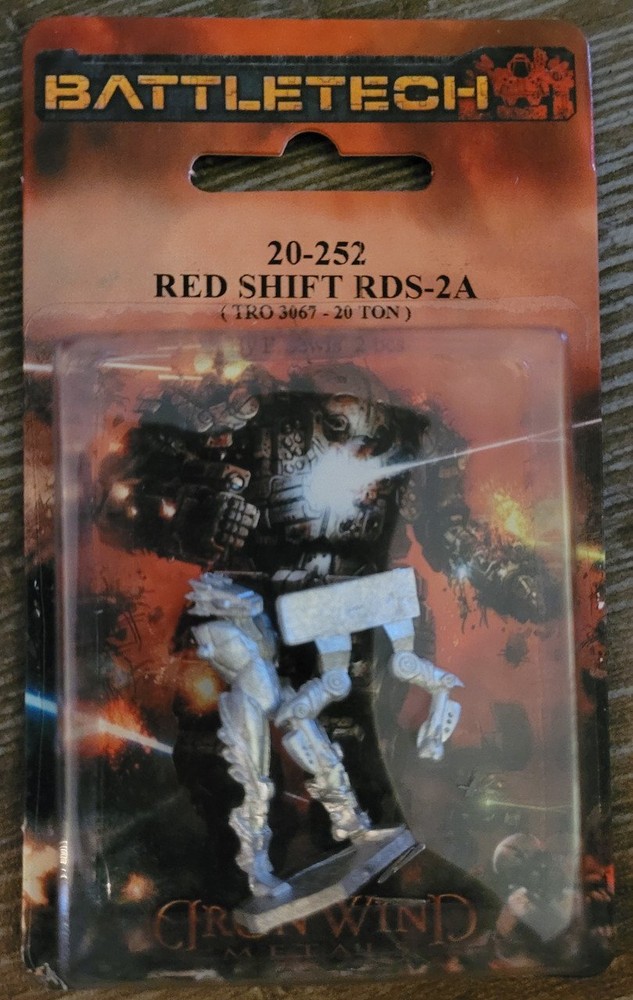 BATTLETECH
20-252
RED SHIFT RDS-2A
( TRO 3067 - 20 TON )
IRON WIND
METALS